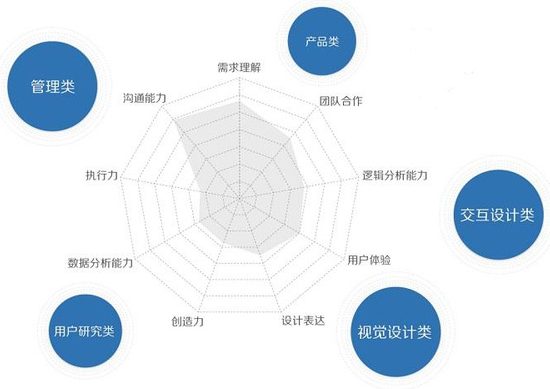 产品类
管理类
需求理解
沟通能力
团队合作
执行力
逻辑分析能力
交互设计类
数据分析能力
用户体验
用户研究类
创造力
设计表达
视觉设计类